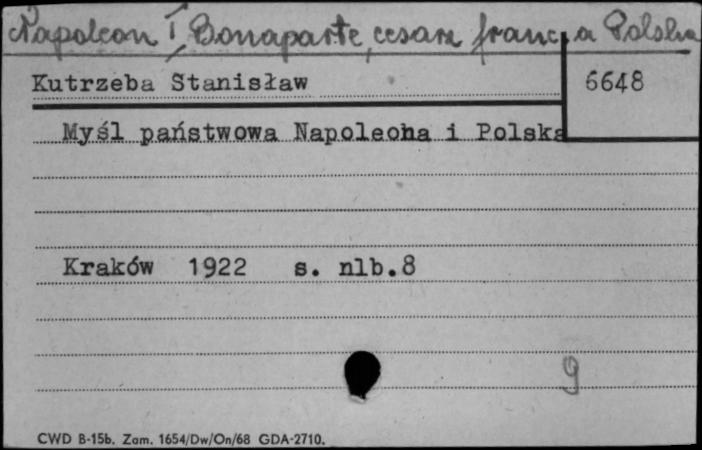 Napoleon I Bonaparte, cesarz franc. a Polska
Kutrzeba Stanisław 6648
Myśl państwowa Napoleona i Polska
Kraków 1922 s. nlb.8
g
CWD B-15b. Zam. 1654/Dw/On/68 GDA-2710.